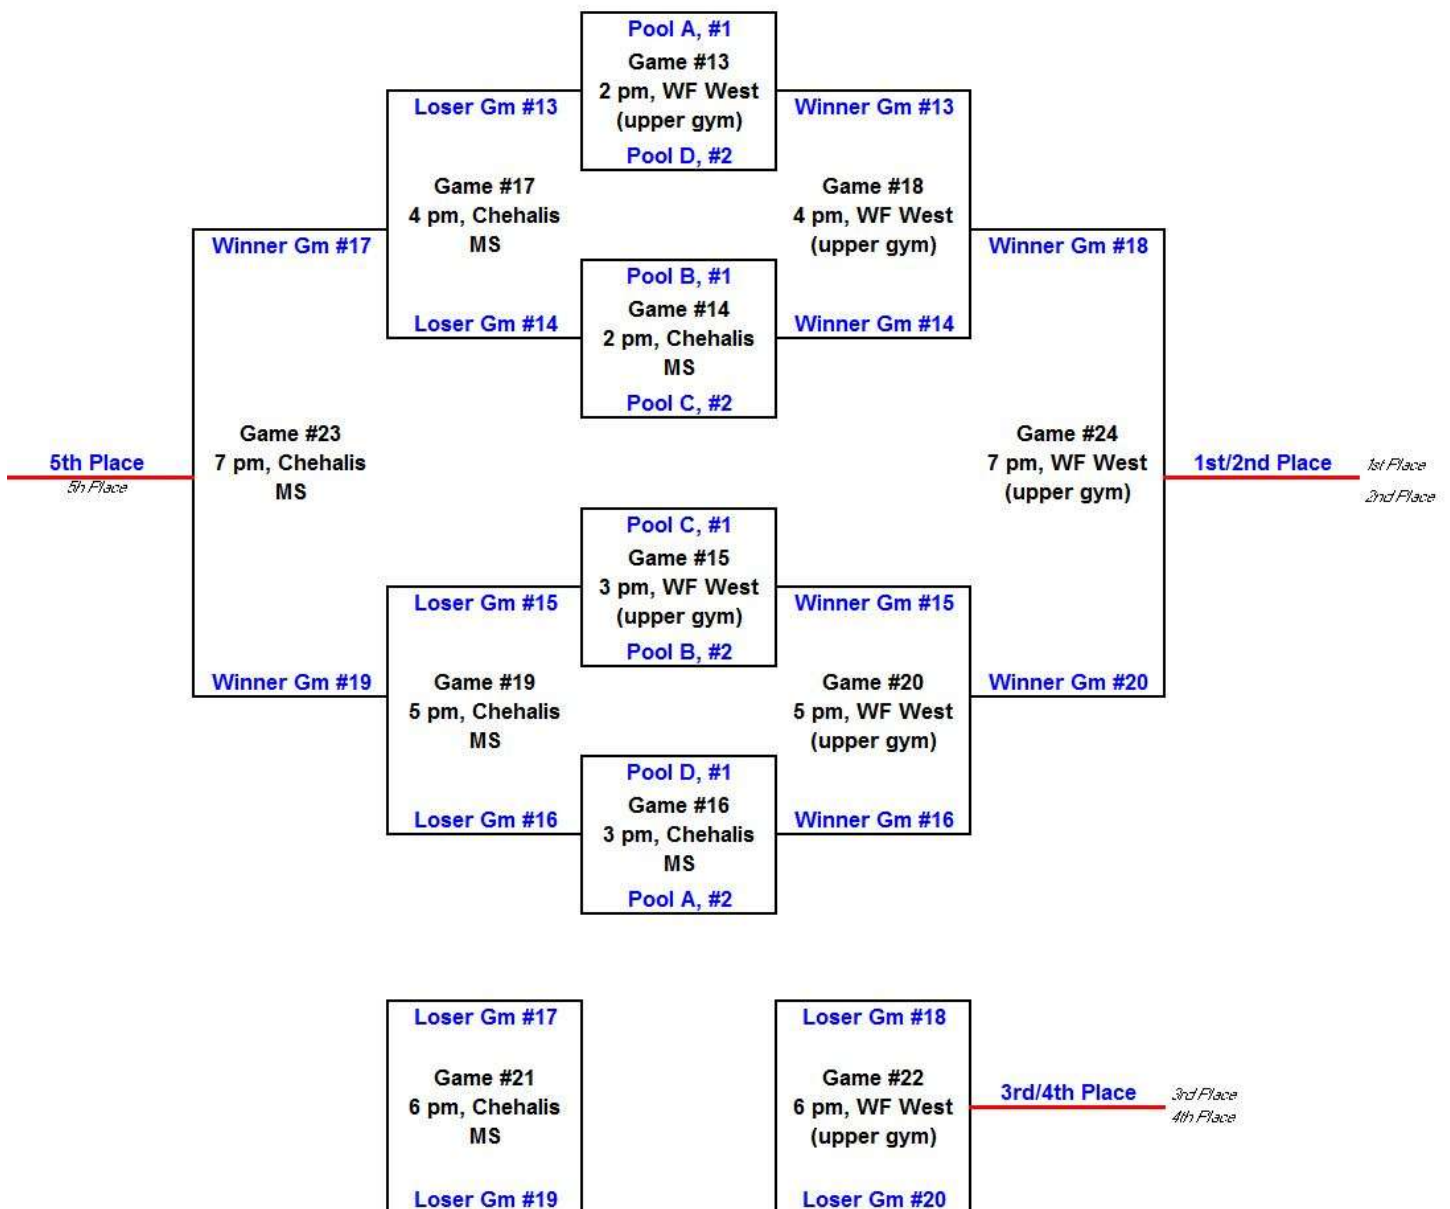 Pool A, #1
Game #13
2 pm, WF West
(upper gym)
Pool D, #2
Loser Gm #13
Winner Gm #13
Game #17
4 pm, Chehalis
MS
Game #18
4 pm, WF West
(upper gym)
Winner Gm #17
Winner Gm #18
Pool B, #1
Game #14
2 pm, Chehalis
MS
Pool C, #2
Loser Gm #14
Winner Gm #14
Game #23
7 pm, Chehalis
MS
5th Place
5h Place
Game #24
7 pm, WF West
(upper gym)
1st/2nd Place
1st Place
2nd Place
Pool C, #1
Game #15
3 pm, WF West
(upper gym)
Pool B, #2
Loser Gm #15
Winner Gm #15
Winner Gm #19
Game #19
5 pm, Chehalis
MS
Game #20
5 pm, WF West
(upper gym)
Winner Gm #20
Pool D, #1
Game #16
3 pm, Chehalis
MS
Pool A, #2
Loser Gm #16
Winner Gm #16
Loser Gm #17
Game #21
6 pm, Chehalis
MS
Loser Gm #19
Loser Gm #18
Game #22
6 pm, WF West
(upper gym)
Loser Gm #20
3rd/4th Place
3rd Place
4th Place